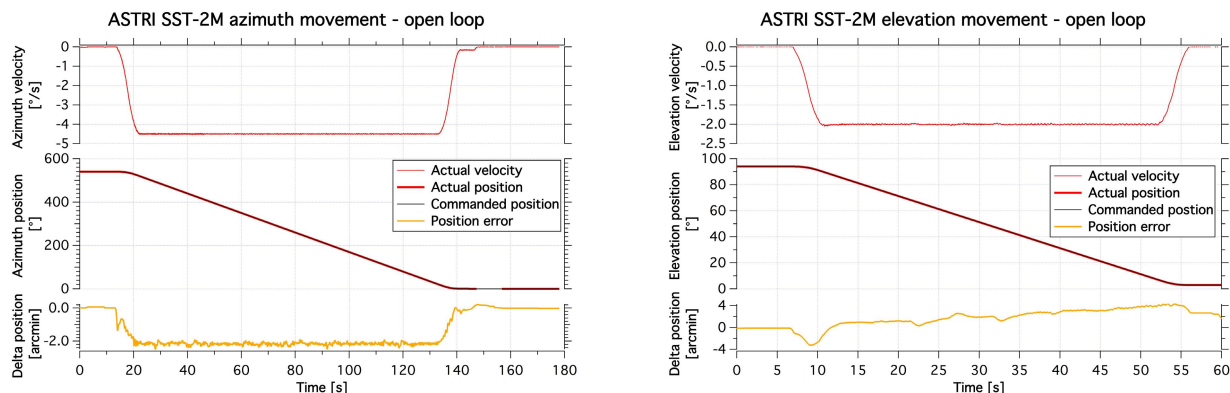 ASTRI SST-2M azimuth movement - open loop
Azimuth velocity
[°/s]
0
-1
-2
-3
-4
-5
Azimuth position
[°]
600
400
200
0
Actual velocity
Actual position
Commanded position
Position error
Delta position
[arcmin]
0.0
-2.0
0 20 40 60 80 100 120 140 160 180
Time [s]
ASTRI SST-2M elevation movement - open loop
Elevation velocity
[°/s]
0.0
-0.5
-1.0
-1.5
-2.0
-2.5
Elevation position
[°]
100
80
60
40
20
0
Actual velocity
Actual position
Commanded position
Position error
Delta position
[arcmin]
4
0
-4
0 5 10 15 20 25 30 35 40 45 50 55 60
Time [s]